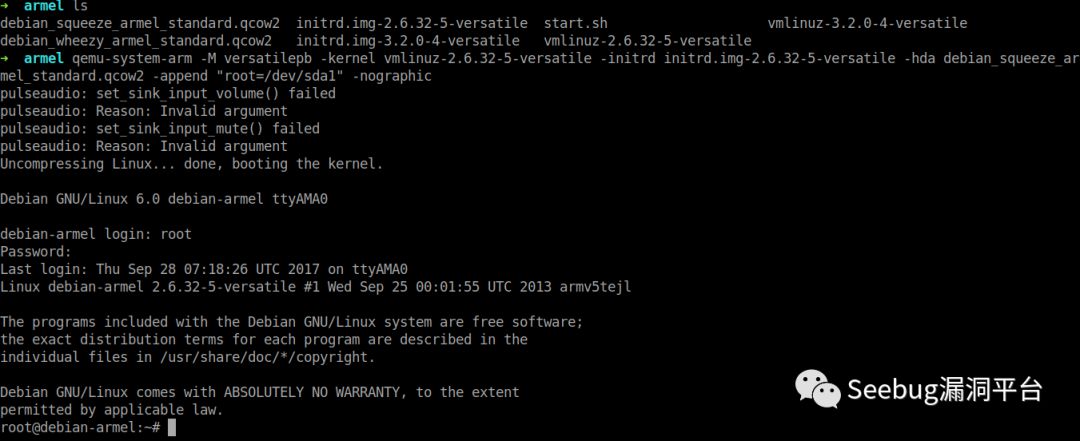 ➜  armel ls
debian_squeeze_armel_standard.qcow2  initrd.img-2.6.32-5-versatile  start.sh                    vmlinuz-3.2.0-4-versatile
debian_wheezy_armel_standard.qcow2   initrd.img-3.2.0-4-versatile   vmlinuz-2.6.32-5-versatile
➜  armel qemu-system-arm -M versatilepb -kernel vmlinuz-2.6.32-5-versatile -initrd initrd.img-2.6.32-5-versatile -hda debian_squeeze_ar
mel_standard.qcow2 -append "root=/dev/sda1" -nographic
pulseaudio: set_sink_input_volume() failed
pulseaudio: Reason: Invalid argument
pulseaudio: set_sink_input_mute() failed
pulseaudio: Reason: Invalid argument
Uncompressing Linux... done, booting the kernel.

Debian GNU/Linux 6.0 debian-armel ttyAMA0

debian-armel login: root
Password:
Last login: Thu Sep 28 07:18:26 UTC 2017 on ttyAMA0
Linux debian-armel 2.6.32-5-versatile #1 Wed Sep 25 00:01:55 UTC 2013 armv5tejl

The programs included with the Debian GNU/Linux system are free software;
the exact distribution terms for each program are described in the
individual files in /usr/share/doc/*/copyright.

Debian GNU/Linux comes with ABSOLUTELY NO WARRANTY, to the extent
permitted by applicable law.
root@debian-armel:~#
Seebug漏洞平台